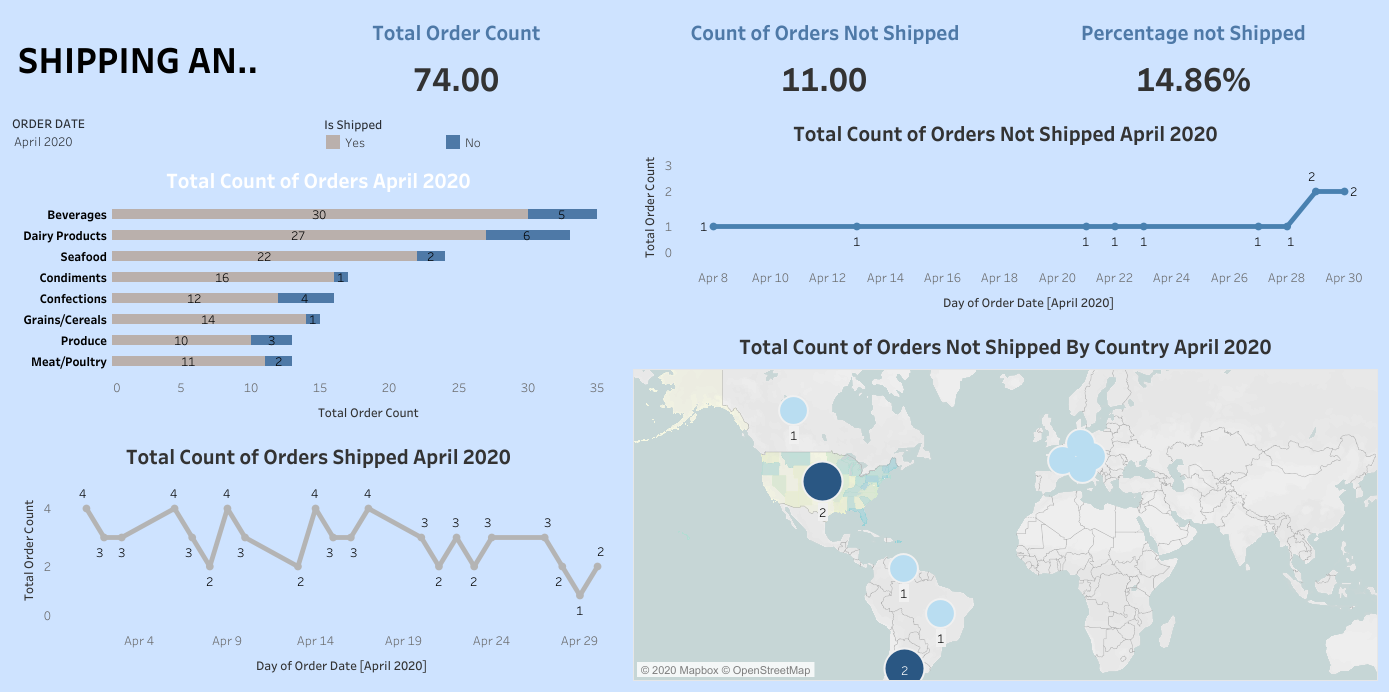 SHIPPING AN..
Total Order Count
74.00
Count of Orders Not Shipped
11.00
Percentage not Shipped
14.86%
ORDER DATE
April 2020
Is Shipped
Yes
No
Total Count of Orders April 2020
Beverages 30 5
Dairy Products 27 6
Seafood 22 2
Condiments 16 1
Confections 12 4
Grains/Cereals 14 1
Produce 10 3
Meat/Poultry 11 2
0 5 10 15 20 25 30 35
Total Order Count
Total Count of Orders Shipped April 2020
Total Order Count
4
2
0
4 4 4 4 4
3 3 3 3 3 3 3 3 3
2 2 2 2 2 2
1
Apr 4 Apr 9 Apr 14 Apr 19 Apr 24 Apr 29
Day of Order Date [April 2020]
Total Count of Orders Not Shipped April 2020
Total Order Count
3
2
1
0
2 2
1 1 1 1 1 1 1
Apr 8 Apr 10 Apr 12 Apr 14 Apr 16 Apr 18 Apr 20 Apr 22 Apr 24 Apr 26 Apr 28 Apr 30
Day of Order Date [April 2020]
Total Count of Orders Not Shipped By Country April 2020
1
2
1
1
2
© 2020 Mapbox © OpenStreetMap